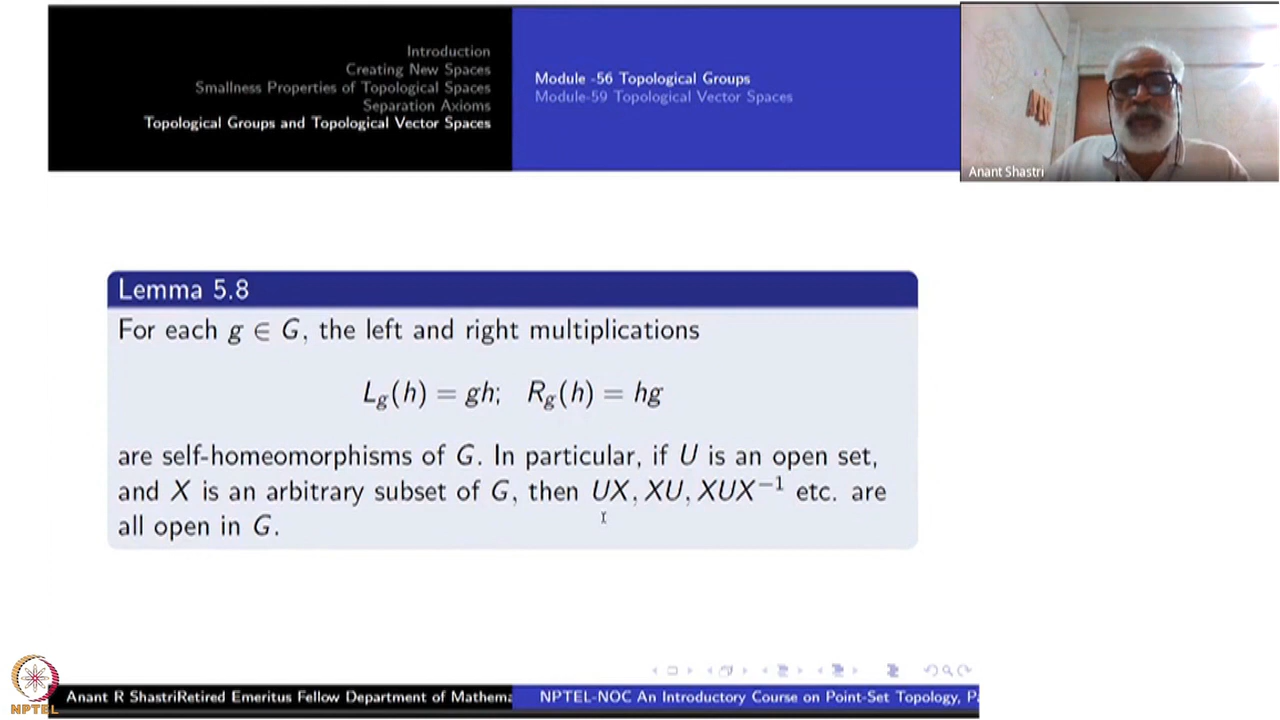 Introduction
Creating New Spaces
Smallness Properties of Topological Spaces
Separation Axioms
Topological Groups and Topological Vector Spaces
Module -56 Topological Groups
Module-59 Topological Vector Spaces
Anant Shastri
Lemma 5.8
For each g ∈ G, the left and right multiplications
L_g(h) = gh; R_g(h) = hg
are self-homeomorphisms of G. In particular, if U is an open set,
and X is an arbitrary subset of G, then UX, XU, XUX⁻¹ etc. are
all open in G.
NPTEL
Anant R ShastriRetired Emeritus Fellow Department of Mathema
NPTEL-NOC An Introductory Course on Point-Set Topology, Pa